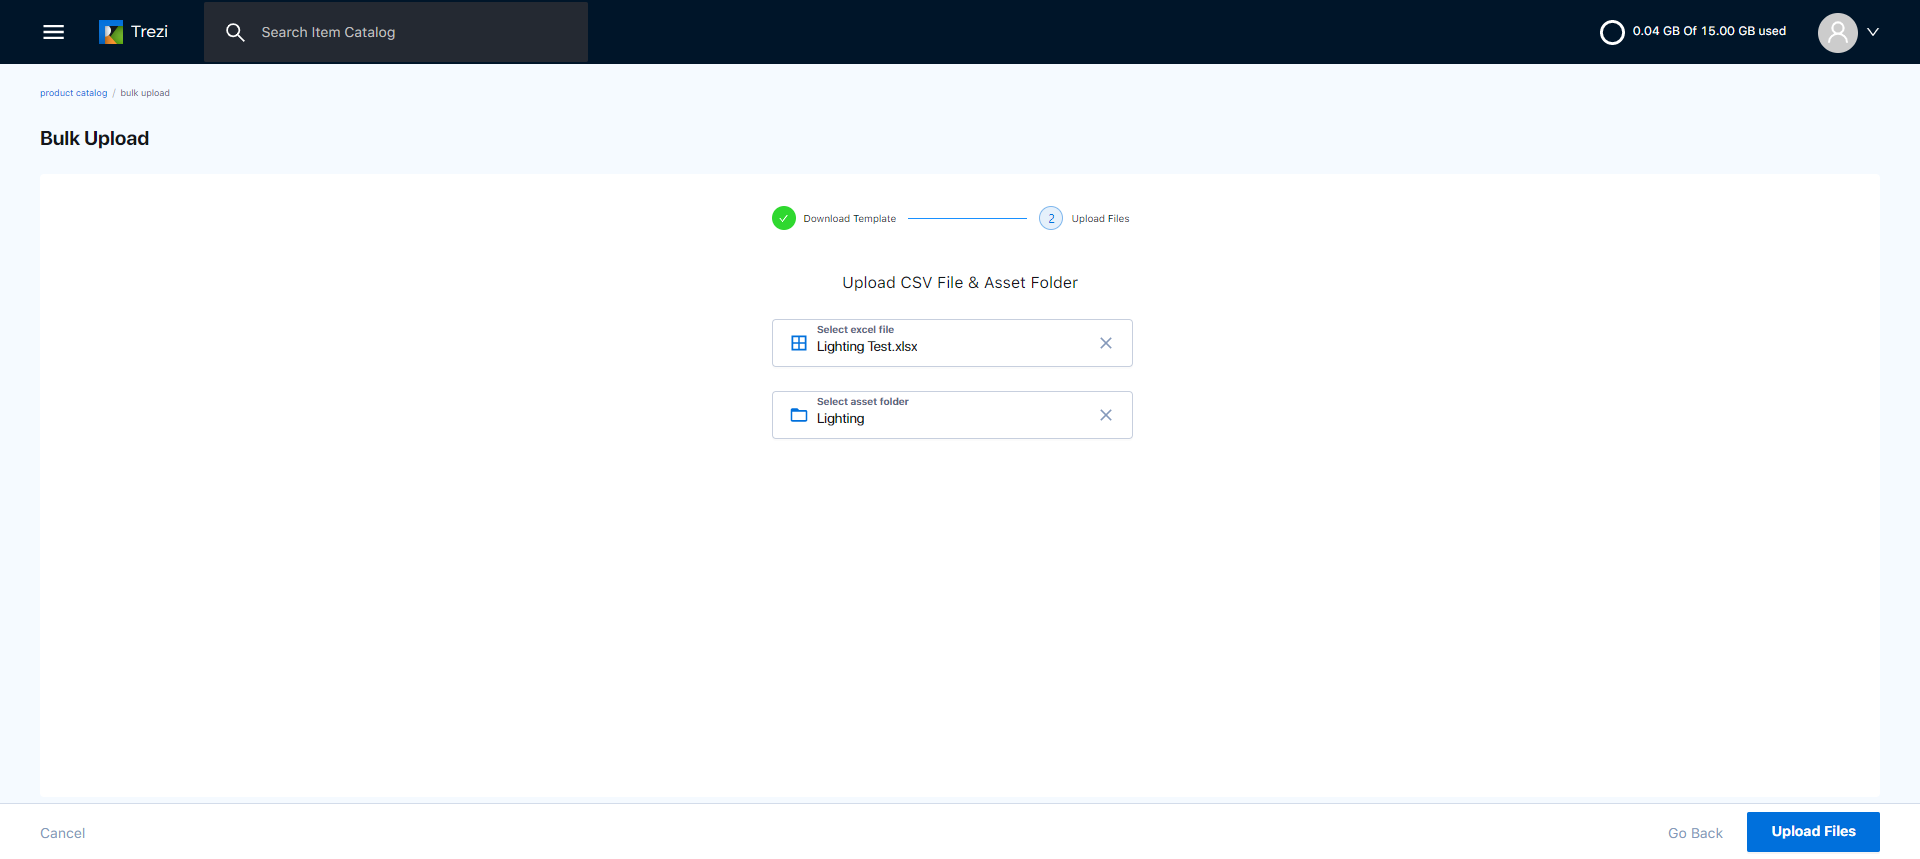 Trezi
Search Item Catalog
0.04 GB Of 15.00 GB used
product catalog / bulk upload
Bulk Upload
Download Template
2 Upload Files
Upload CSV File & Asset Folder
Select excel file
Lighting Test.xlsx
Select asset folder
Lighting
Cancel
Go Back
Upload Files